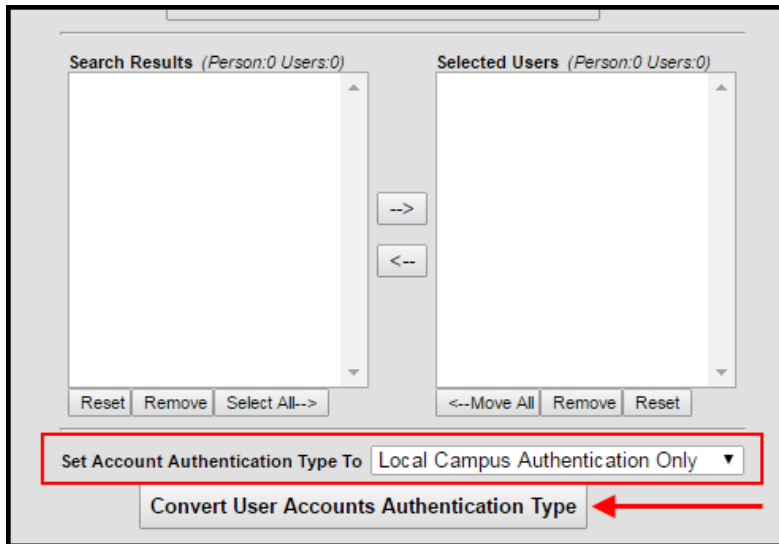 Search Results (Person:0 Users:0)
Selected Users (Person:0 Users:0)
-->
<--
Reset Remove Select All-->
<--Move All Remove Reset
Set Account Authentication Type To Local Campus Authentication Only
Convert User Accounts Authentication Type